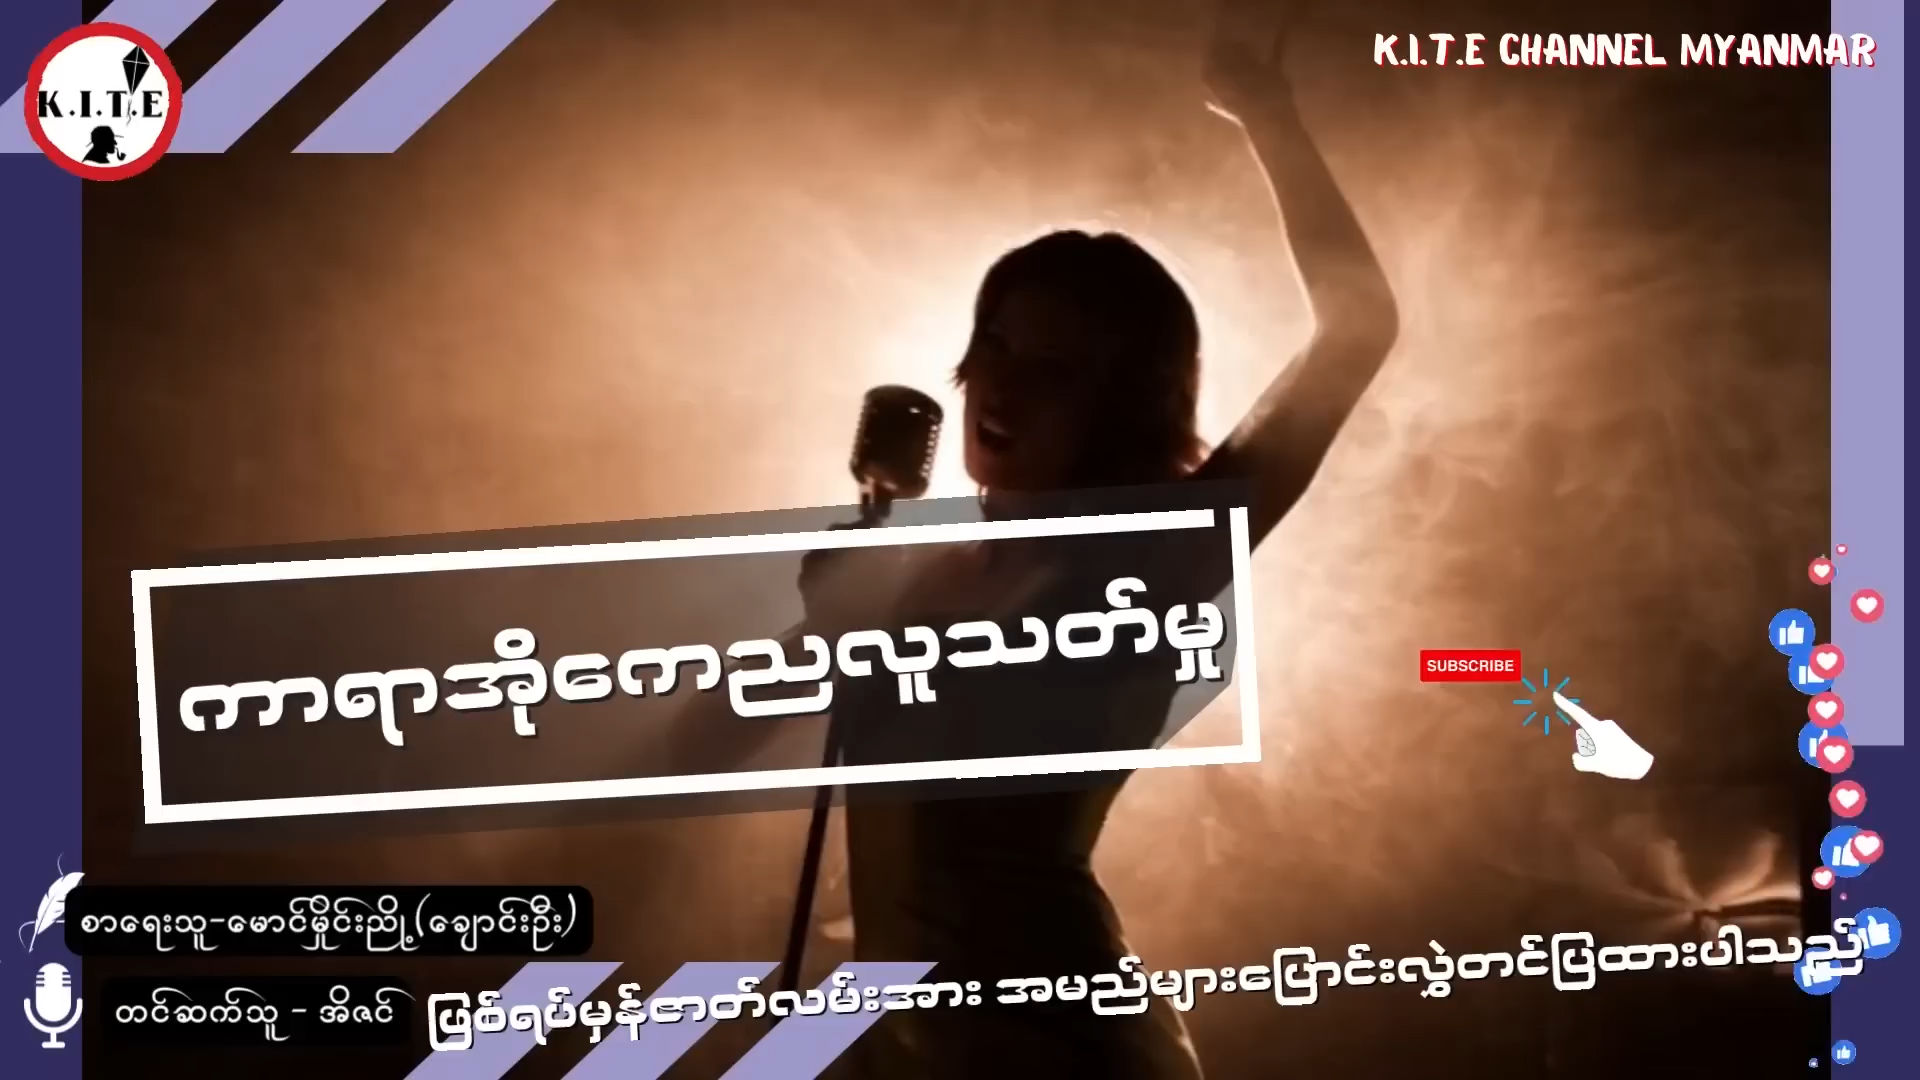 K.I.T.E
K.I.T.E CHANNEL MYANMAR
ကာရာအိုကေညလူသတ်မှု
SUBSCRIBE
စာရေးသူ-မောင်မှိုင်းညို့(ချောင်းဦး)
တင်ဆက်သူ - အိဇင်
ဖြစ်ရပ်မှန်ဇာတ်လမ်းအား အမည်များပြောင်းလွှဲတင်ပြထားပါသည်